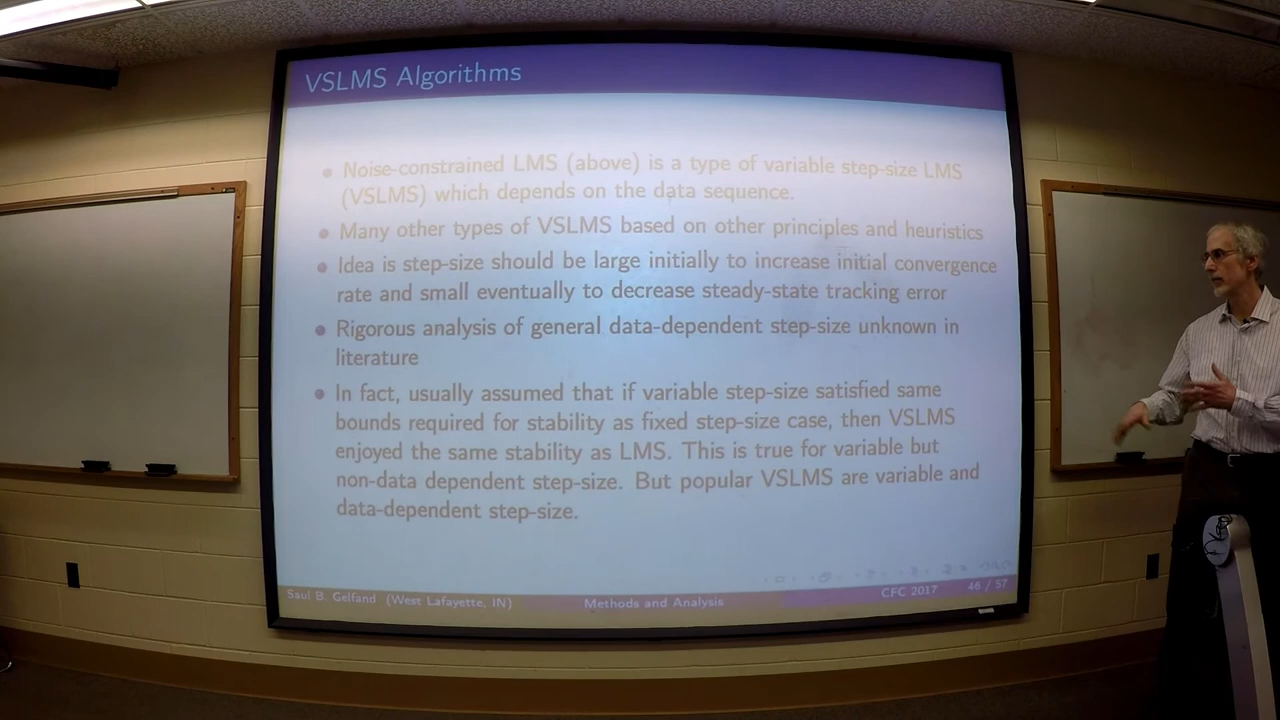 VSLMS Algorithms
Noise-constrained LMS (above) is a type of variable step-size LMS
(VSLMS) which depends on the data sequence.
Many other types of VSLMS based on other principles and heuristics
Idea is step-size should be large initially to increase initial convergence
rate and small eventually to decrease steady-state tracking error
Rigorous analysis of general data-dependent step-size unknown in
literature
In fact, usually assumed that if variable step-size satisfied same
bounds required for stability as fixed step-size case, then VSLMS
enjoyed the same stability as LMS. This is true for variable but
non-data dependent step-size. But popular VSLMS are variable and
data-dependent step-size.
Saul B. Gelfand (West Lafayette, IN) Methods and Analysis CFC 2017 46 / 57